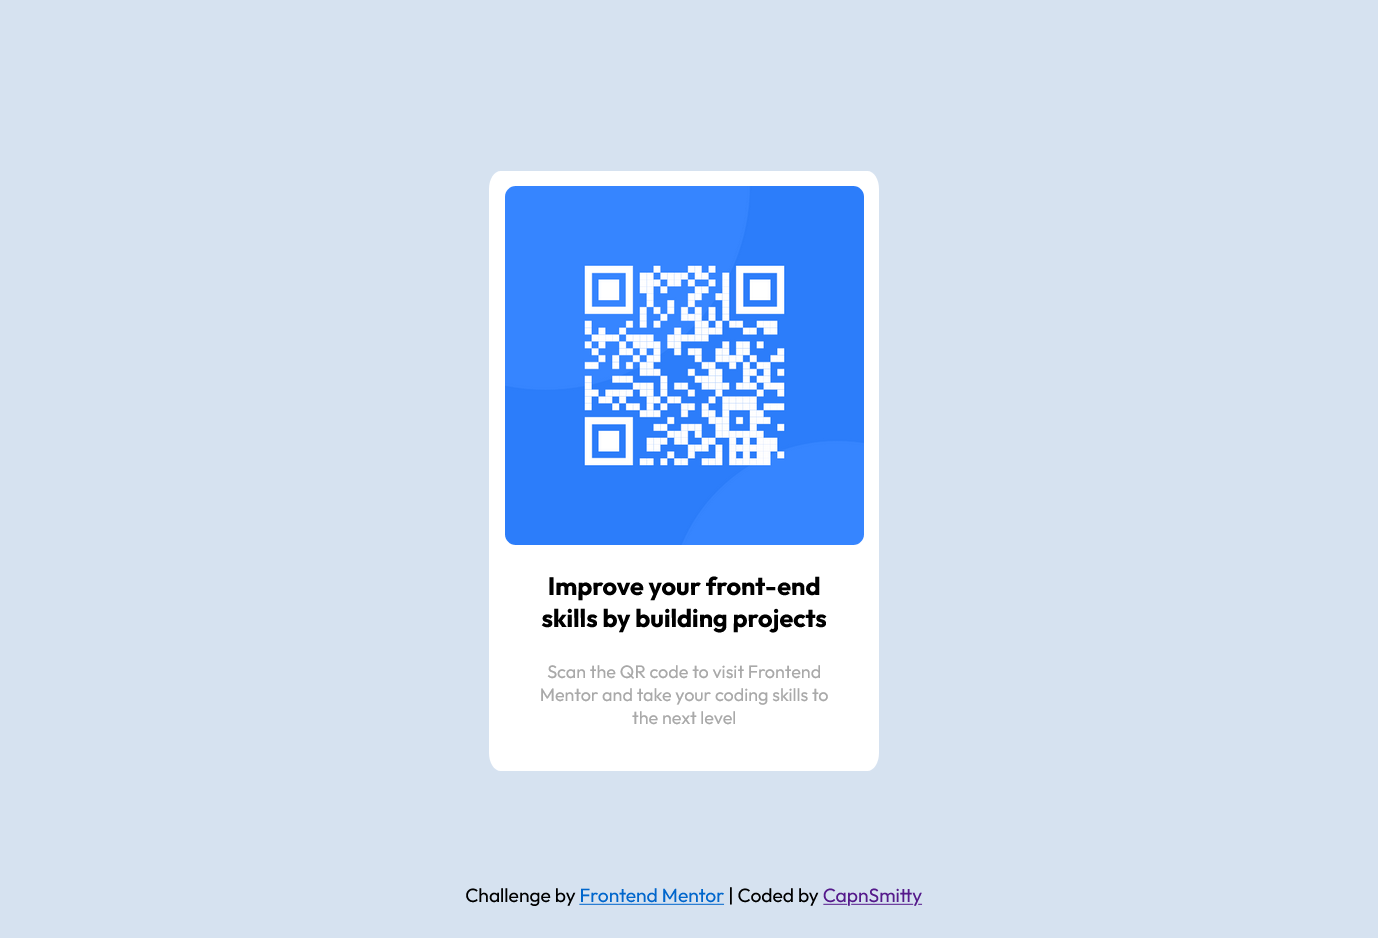 Improve your front-end
skills by building projects
Scan the QR code to visit Frontend
Mentor and take your coding skills to
the next level
Challenge by Frontend Mentor | Coded by CapnSmitty